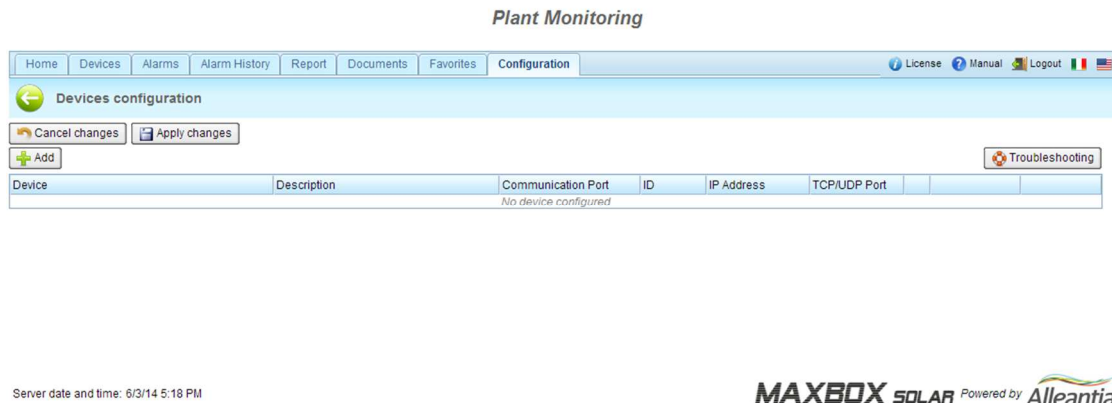 Plant Monitoring
Home Devices Alarms Alarm History Report Documents Favorites Configuration License Manual Logout
Devices configuration
Cancel changes Apply changes
Add Troubleshooting
Device Description Communication Port ID IP Address TCP/UDP Port
No device configured
Server date and time: 6/3/14 5:18 PM MAXBOX SOLAR Powered by Alleantia